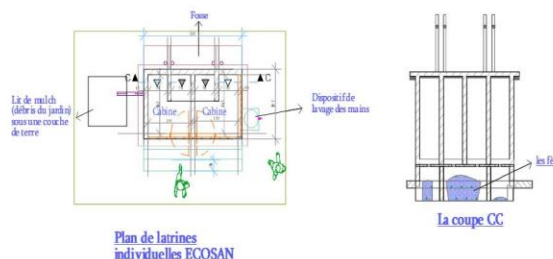 Fosse
C
C
Lit de mulch
(débris du jardin)
sous une couche
de terre
Cabine
Cabine
Dispositif de
lavage des mains
les fè
La coupe CC
Plan de latrines
individuelles ECOSAN